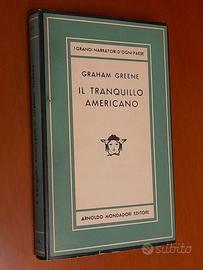 I GRANDI NARRATORI D'OGNI PAESE
GRAHAM GREENE
IL TRANQUILLO
AMERICANO
ARNOLDO MONDADORI EDITORE
subito